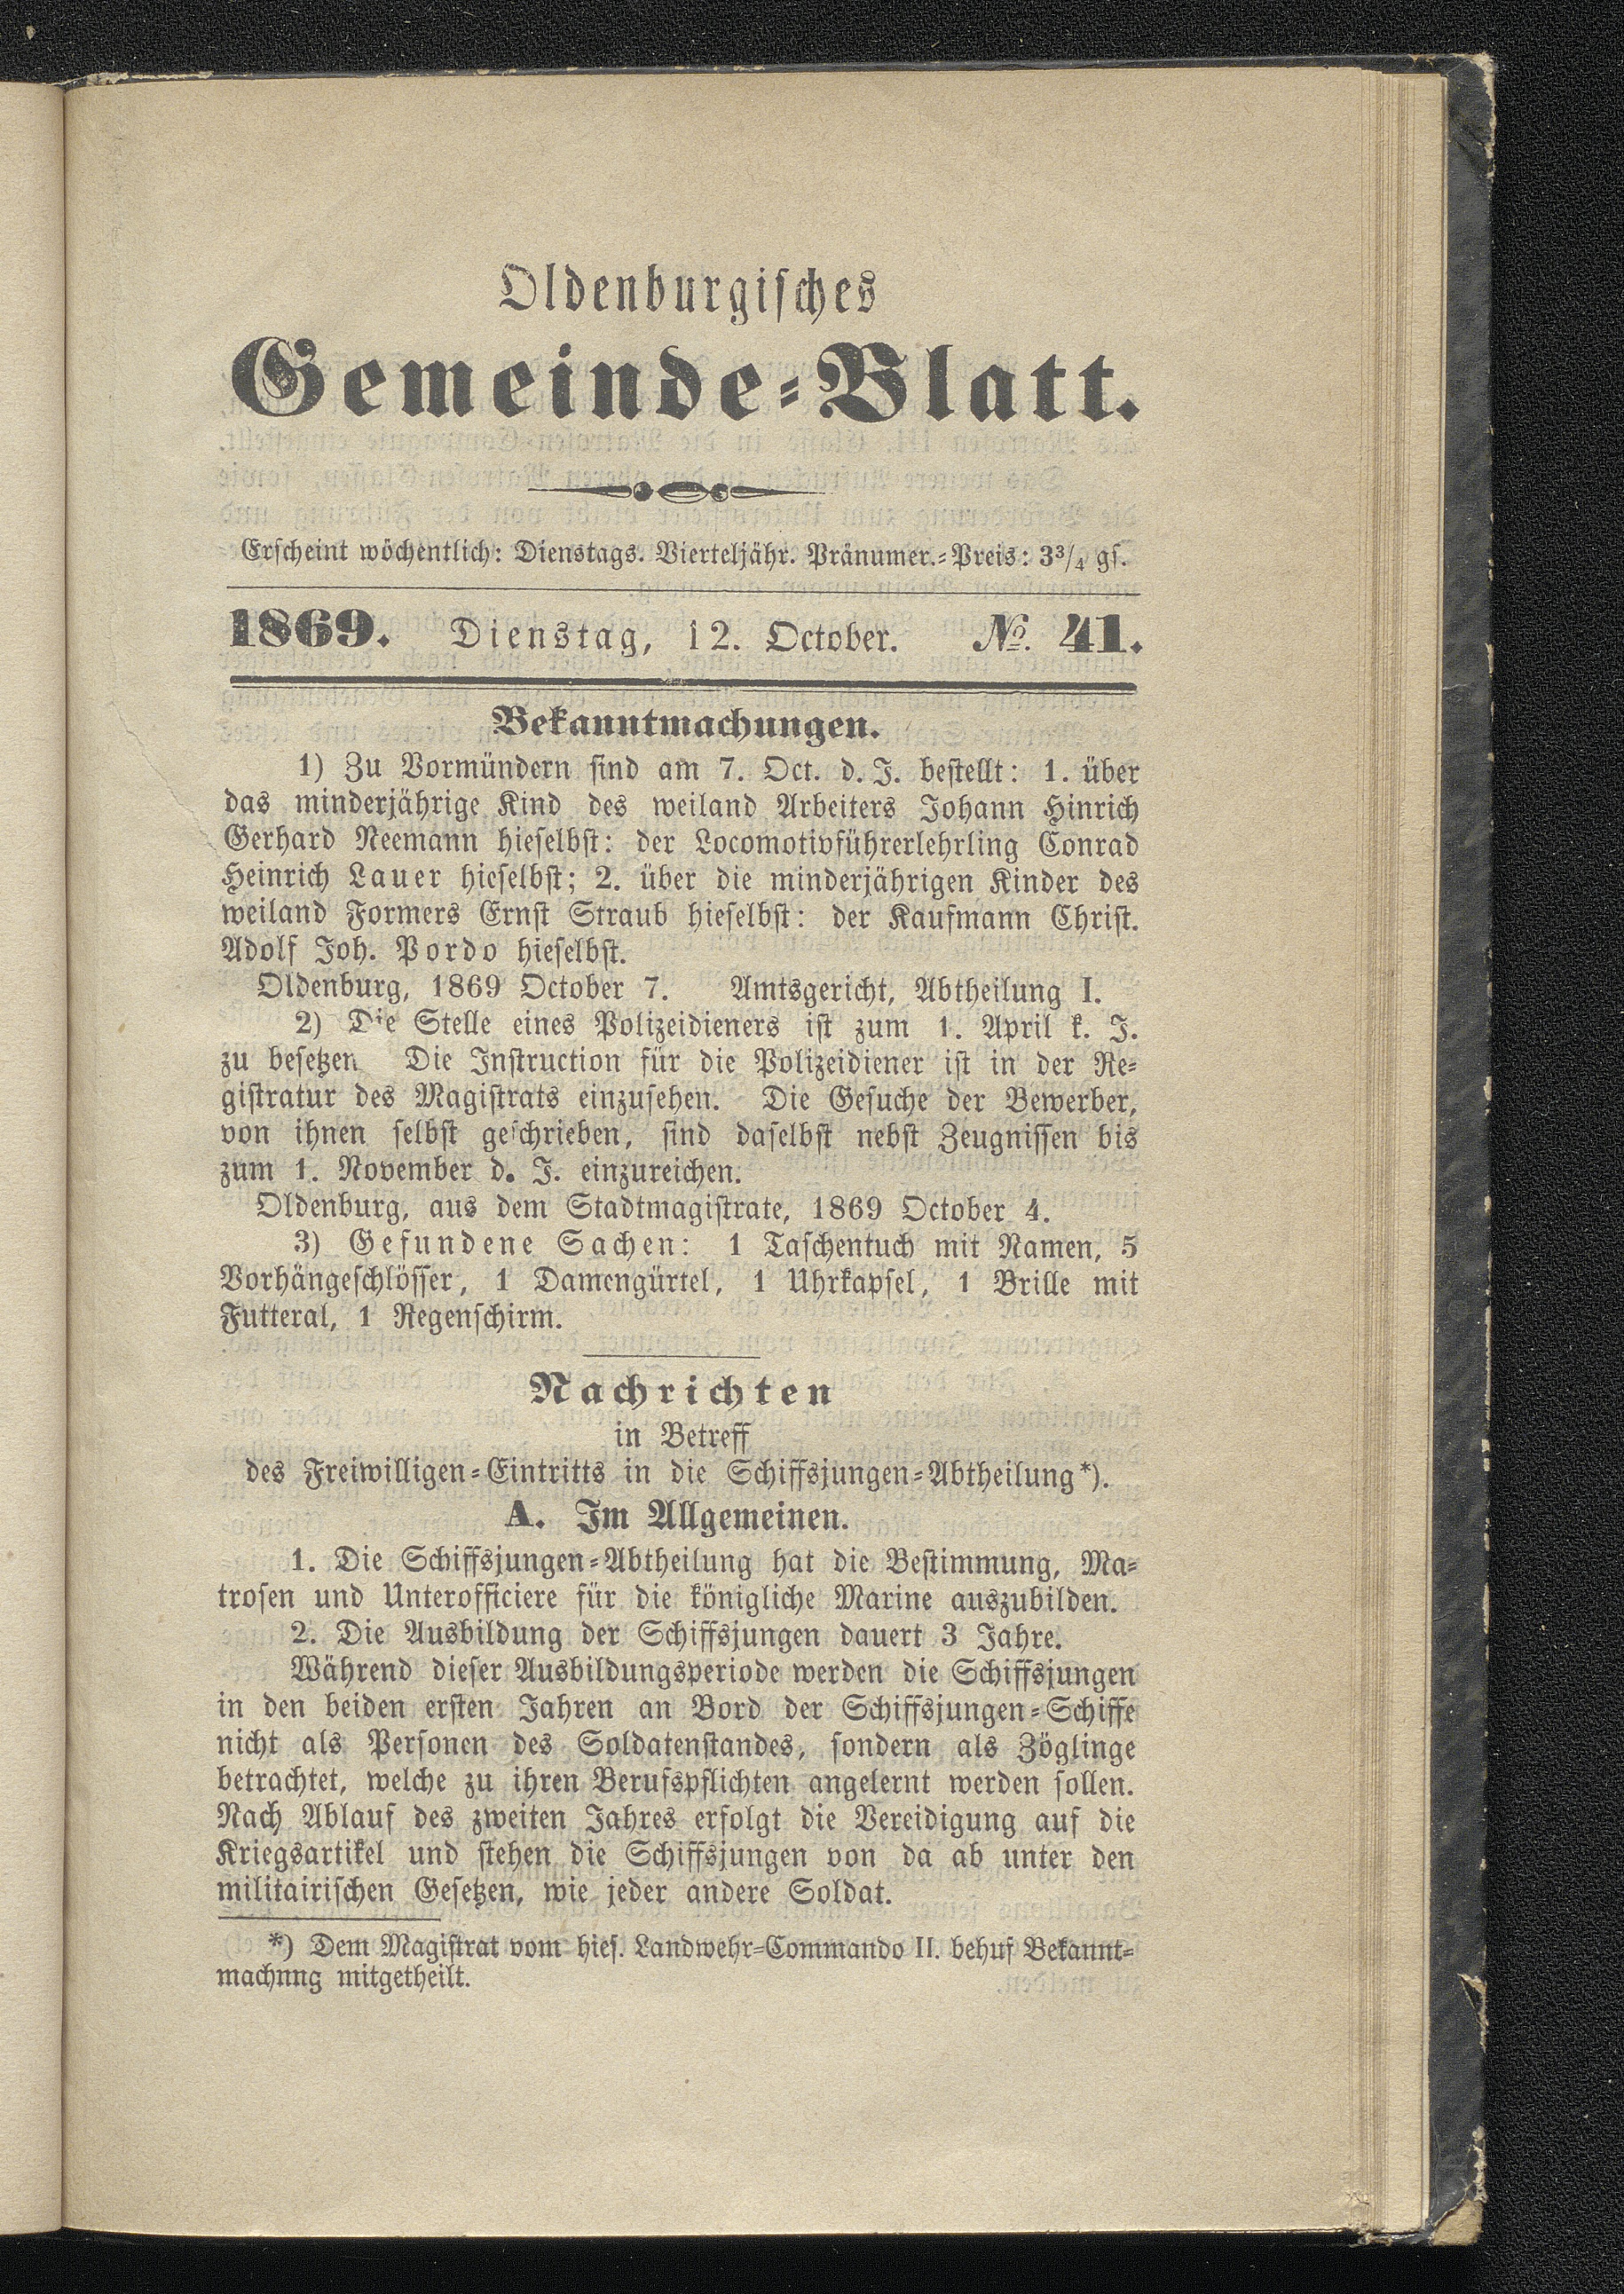 Oldenburgisches
Gemeinde-Blatt.
Erscheint wöchentlich: Dienstags. Vierteljähr. Pränumer.-Preis: 3 3/4 gs.
1869. Dienstag, 12. October. No. 41.
Bekanntmachungen.
1) Zu Vormündern sind am 7. Oct. d. J. bestellt: 1. über
das minderjährige Kind des weiland Arbeiters Johann Hinrich
Gerhard Neemann hieselbst: der Locomotivführerlehrling Conrad
Heinrich Lauer hieselbst; 2. über die minderjährigen Kinder des
weiland Formers Ernst Straub hieselbst: der Kaufmann Christ.
Adolf Joh. Pordo hieselbst.
Oldenburg, 1869 October 7. Amtsgericht, Abtheilung I.
2) Die Stelle eines Polizeidieners ist zum 1. April k. J.
zu besetzen Die Instruction für die Polizeidiener ist in der Re-
gistratur des Magistrats einzusehen. Die Gesuche der Bewerber,
von ihnen selbst geschrieben, sind daselbst nebst Zeugnissen bis
zum 1. November d. J. einzureichen.
Oldenburg, aus dem Stadtmagistrate, 1869 October 4.
3) Gefundene Sachen: 1 Taschentuch mit Namen, 5
Vorhängeschlösser, 1 Damengürtel, 1 Uhrkapsel, 1 Brille mit
Futteral, 1 Regenschirm.
Nachrichten
in Betreff
des Freiwilligen-Eintritts in die Schiffsjungen-Abtheilung*).
A. Im Allgemeinen.
1. Die Schiffsjungen-Abtheilung hat die Bestimmung, Ma-
trosen und Unterofficiere für die königliche Marine auszubilden.
2. Die Ausbildung der Schiffsjungen dauert 3 Jahre.
Während dieser Ausbildungsperiode werden die Schiffsjungen
in den beiden ersten Jahren an Bord der Schiffsjungen-Schiffe
nicht als Personen des Soldatenstandes, sondern als Zöglinge
betrachtet, welche zu ihren Berufspflichten angelernt werden sollen.
Nach Ablauf des zweiten Jahres erfolgt die Vereidigung auf die
Kriegsartikel und stehen die Schiffsjungen von da ab unter den
militairischen Gesetzen, wie jeder andere Soldat.
*) Dem Magistrat vom hies. Landwehr-Commando II. behuf Bekannt-
machnng mitgetheilt.